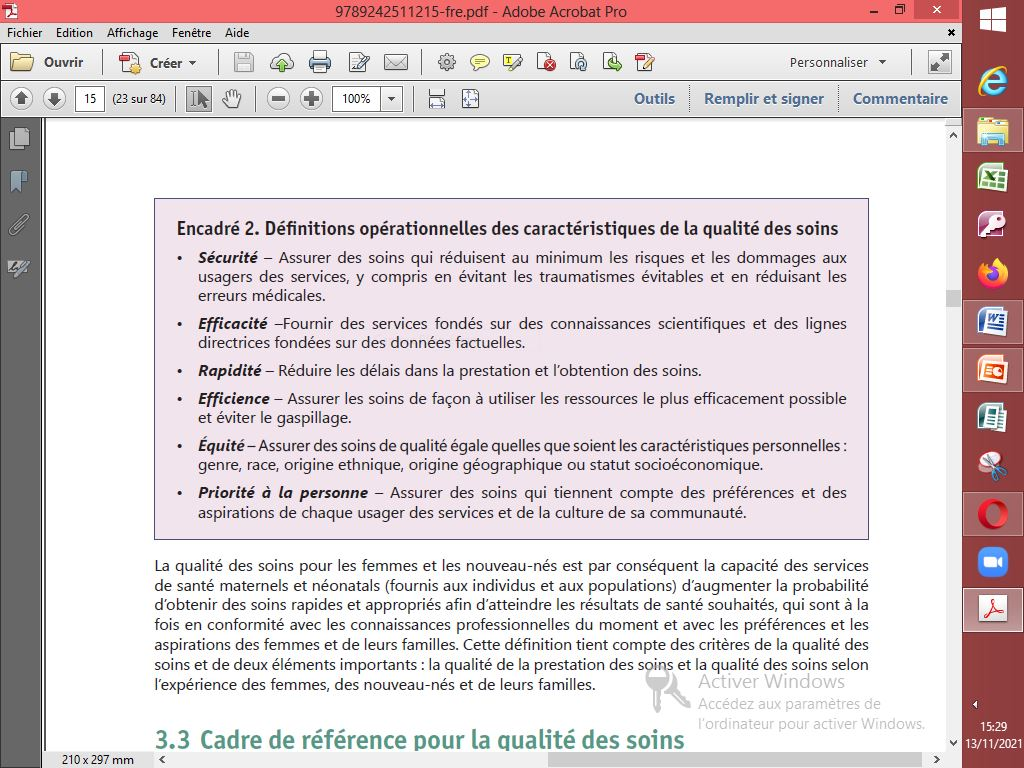 9789242511215-fre.pdf - Adobe Acrobat Pro
Fichier Edition Affichage Fenêtre Aide
Ouvrir Créer Personnaliser
15 (23 sur 84) 100% Outils Remplir et signer Commentaire
Encadré 2. Définitions opérationnelles des caractéristiques de la qualité des soins
• Sécurité – Assurer des soins qui réduisent au minimum les risques et les dommages aux
usagers des services, y compris en évitant les traumatismes évitables et en réduisant les
erreurs médicales.
• Efficacité –Fournir des services fondés sur des connaissances scientifiques et des lignes
directrices fondées sur des données factuelles.
• Rapidité – Réduire les délais dans la prestation et l’obtention des soins.
• Efficience – Assurer les soins de façon à utiliser les ressources le plus efficacement possible
et éviter le gaspillage.
• Équité – Assurer des soins de qualité égale quelles que soient les caractéristiques personnelles :
genre, race, origine ethnique, origine géographique ou statut socioéconomique.
• Priorité à la personne – Assurer des soins qui tiennent compte des préférences et des
aspirations de chaque usager des services et de la culture de sa communauté.
La qualité des soins pour les femmes et les nouveau-nés est par conséquent la capacité des services
de santé maternels et néonatals (fournis aux individus et aux populations) d’augmenter la probabilité
d’obtenir des soins rapides et appropriés afin d’atteindre les résultats de santé souhaités, qui sont à la
fois en conformité avec les connaissances professionnelles du moment et avec les préférences et les
aspirations des femmes et de leurs familles. Cette définition tient compte des critères de la qualité des
soins et de deux éléments importants : la qualité de la prestation des soins et la qualité des soins selon
l’expérience des femmes, des nouveau-nés et de leurs familles.
Activer Windows
Accédez aux paramètres de
l'ordinateur pour activer Windows.
3.3 Cadre de référence pour la qualité des soins
210 x 297 mm
15:29
13/11/2021